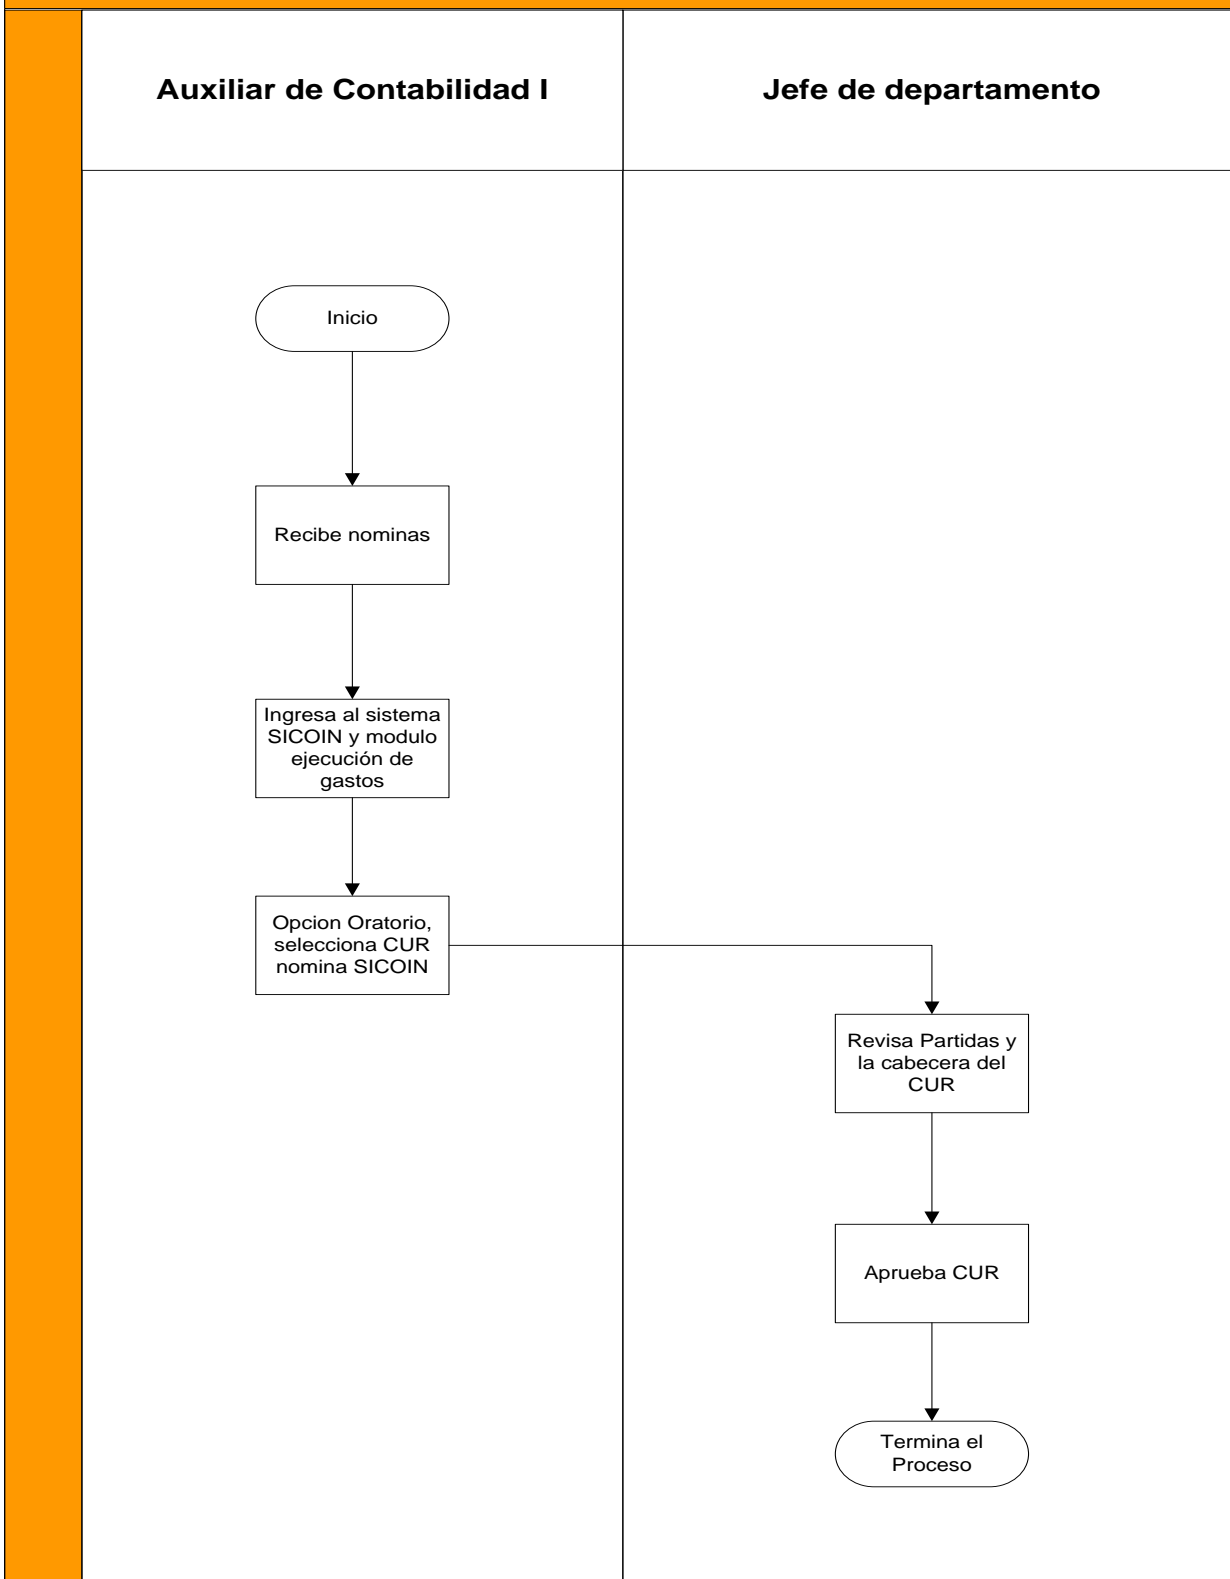 Auxiliar de Contabilidad I
Jefe de departamento
Inicio
Recibe nominas
Ingresa al sistema
SICOIN y modulo
ejecución de
gastos
Opcion Oratorio,
selecciona CUR
nomina SICOIN
Revisa Partidas y
la cabecera del
CUR
Aprueba CUR
Termina el
Proceso